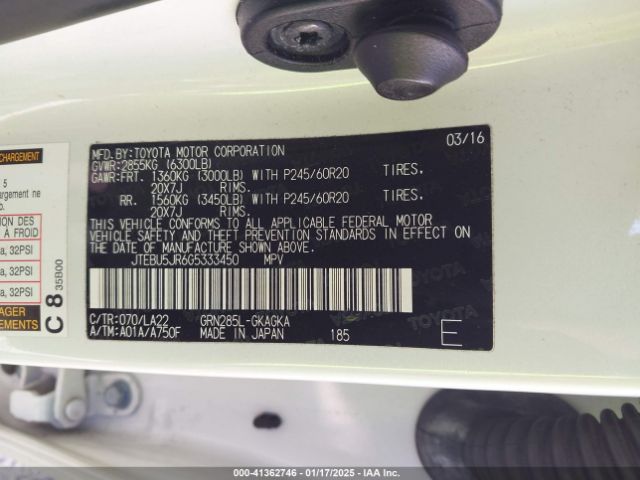 CHARGEMENT
5
hargement ne
o.
TION DES
À FROID
a, 32PSI
a, 32PSI
a, 32PSI
AGER
EMENTS
C8
35B00
MFD.BY:TOYOTA MOTOR CORPORATION 03/16
GVWR:2855KG (6300LB)
GAWR:FRT. 1360KG (3000LB) WITH P245/60R20 TIRES.
20X7J RIMS.
RR. 1560KG (3450LB) WITH P245/60R20 TIRES.
20X7J RIMS.
THIS VEHICLE CONFORMS TO ALL APPLICABLE FEDERAL MOTOR
VEHICLE SAFETY AND THEFT PREVENTION STANDARDS IN EFFECT ON
THE DATE OF MANUFACTURE SHOWN ABOVE.
JTEBU5JR6G5333450 MPV
C/TR:070/LA22 GRN285L-GKAGKA
A/TM:A01A/A750F MADE IN JAPAN 185
E
000-41362746 - 01/17/2025 - IAA Inc.